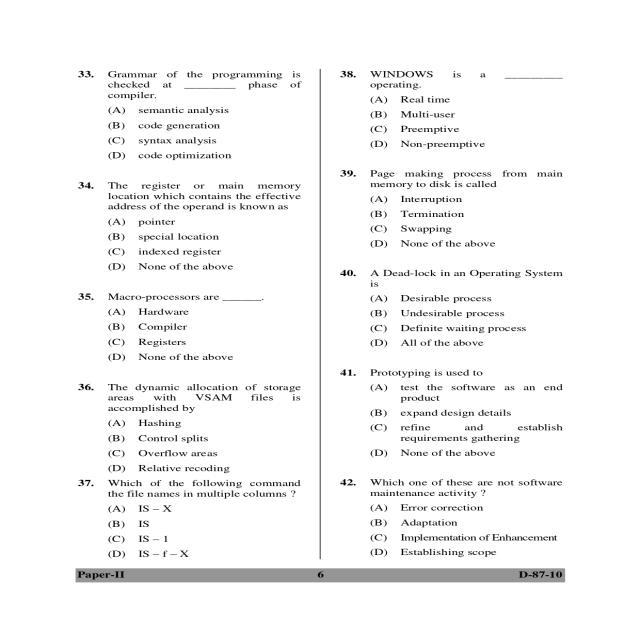 33. Grammar of the programming is
checked at _________ phase of
compiler.
(A) semantic analysis
(B) code generation
(C) syntax analysis
(D) code optimization
34. The register or main memory
location which contains the effective
address of the operand is known as
(A) pointer
(B) special location
(C) indexed register
(D) None of the above
35. Macro-processors are _______.
(A) Hardware
(B) Compiler
(C) Registers
(D) None of the above
36. The dynamic allocation of storage
areas with VSAM files is
accomplished by
(A) Hashing
(B) Control splits
(C) Overflow areas
(D) Relative recoding
37. Which of the following command
the file names in multiple columns ?
(A) IS – X
(B) IS
(C) IS – 1
(D) IS – f – X
38. WINDOWS is a __________
operating.
(A) Real time
(B) Multi-user
(C) Preemptive
(D) Non-preemptive
39. Page making process from main
memory to disk is called
(A) Interruption
(B) Termination
(C) Swapping
(D) None of the above
40. A Dead-lock in an Operating System
is
(A) Desirable process
(B) Undesirable process
(C) Definite waiting process
(D) All of the above
41. Prototyping is used to
(A) test the software as an end
product
(B) expand design details
(C) refine and establish
requirements gathering
(D) None of the above
42. Which one of these are not software
maintenance activity ?
(A) Error correction
(B) Adaptation
(C) Implementation of Enhancement
(D) Establishing scope
Paper-II 6 D-87-10